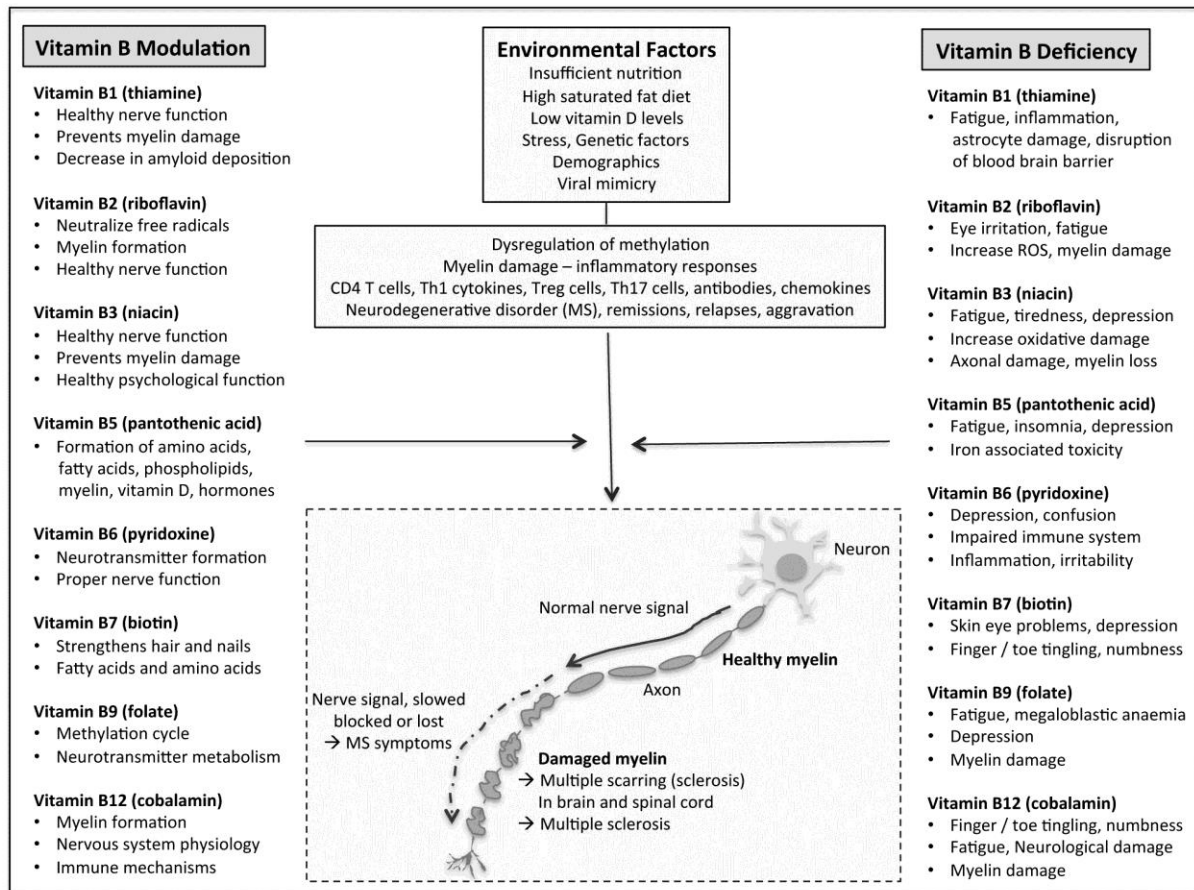 Vitamin B Modulation
Vitamin B1 (thiamine)
• Healthy nerve function
• Prevents myelin damage
• Decrease in amyloid deposition
Vitamin B2 (riboflavin)
• Neutralize free radicals
• Myelin formation
• Healthy nerve function
Vitamin B3 (niacin)
• Healthy nerve function
• Prevents myelin damage
• Healthy psychological function
Vitamin B5 (pantothenic acid)
• Formation of amino acids,
fatty acids, phospholipids,
myelin, vitamin D, hormones
Vitamin B6 (pyridoxine)
• Neurotransmitter formation
• Proper nerve function
Vitamin B7 (biotin)
• Strengthens hair and nails
• Fatty acids and amino acids
Vitamin B9 (folate)
• Methylation cycle
• Neurotransmitter metabolism
Vitamin B12 (cobalamin)
• Myelin formation
• Nervous system physiology
• Immune mechanisms
Environmental Factors
Insufficient nutrition
High saturated fat diet
Low vitamin D levels
Stress, Genetic factors
Demographics
Viral mimicry
Dysregulation of methylation
Myelin damage – inflammatory responses
CD4 T cells, Th1 cytokines, Treg cells, Th17 cells, antibodies, chemokines
Neurodegenerative disorder (MS), remissions, relapses, aggravation
Neuron
Normal nerve signal
Healthy myelin
Axon
Nerve signal, slowed
blocked or lost
→ MS symptoms
Damaged myelin
→ Multiple scarring (sclerosis)
In brain and spinal cord
→ Multiple sclerosis
Vitamin B Deficiency
Vitamin B1 (thiamine)
• Fatigue, inflammation,
astrocyte damage, disruption
of blood brain barrier
Vitamin B2 (riboflavin)
• Eye irritation, fatigue
• Increase ROS, myelin damage
Vitamin B3 (niacin)
• Fatigue, tiredness, depression
• Increase oxidative damage
• Axonal damage, myelin loss
Vitamin B5 (pantothenic acid)
• Fatigue, insomnia, depression
• Iron associated toxicity
Vitamin B6 (pyridoxine)
• Depression, confusion
• Impaired immune system
• Inflammation, irritability
Vitamin B7 (biotin)
• Skin eye problems, depression
• Finger / toe tingling, numbness
Vitamin B9 (folate)
• Fatigue, megaloblastic anaemia
• Depression
• Myelin damage
Vitamin B12 (cobalamin)
• Finger / toe tingling, numbness
• Fatigue, Neurological damage
• Myelin damage